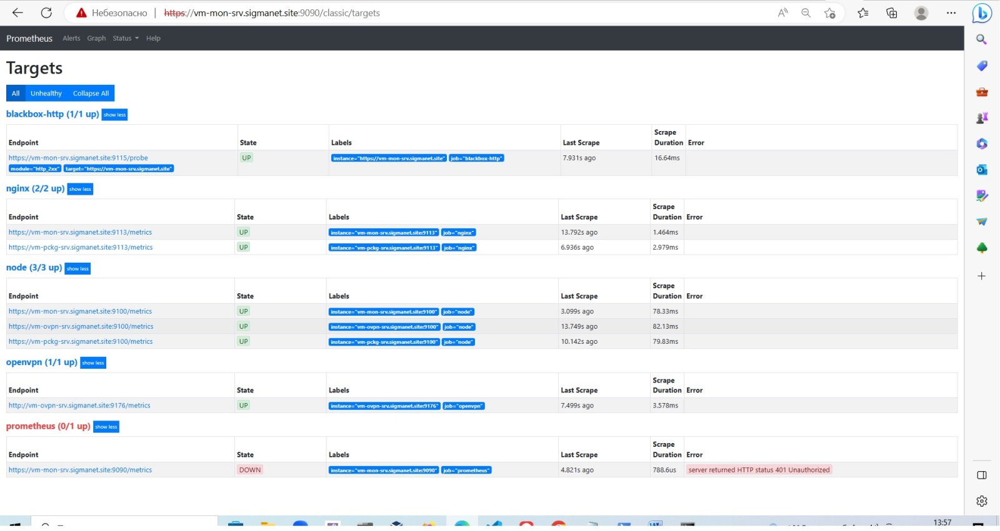 Небезопасно https://vm-mon-srv.sigmanet.site:9090/classic/targets
Prometheus Alerts Graph Status Help
Targets
All Unhealthy Collapse All
blackbox-http (1/1 up) show less
Endpoint State Labels Last Scrape Scrape Duration Error
https://vm-mon-srv.sigmanet.site:9115/probe UP instance="https://vm-mon-srv.sigmanet.site" job="blackbox-http" 7.931s ago 16.64ms
module="http_2xx" target="https://vm-mon-srv.sigmanet.site"
nginx (2/2 up) show less
Endpoint State Labels Last Scrape Scrape Duration Error
https://vm-mon-srv.sigmanet.site:9113/metrics UP instance="vm-mon-srv.sigmanet.site:9113" job="nginx" 13.792s ago 1.464ms
https://vm-pckg-srv.sigmanet.site:9113/metrics UP instance="vm-pckg-srv.sigmanet.site:9113" job="nginx" 6.936s ago 2.979ms
node (3/3 up) show less
Endpoint State Labels Last Scrape Scrape Duration Error
https://vm-mon-srv.sigmanet.site:9100/metrics UP instance="vm-mon-srv.sigmanet.site:9100" job="node" 3.099s ago 78.33ms
https://vm-ovpn-srv.sigmanet.site:9100/metrics UP instance="vm-ovpn-srv.sigmanet.site:9100" job="node" 13.749s ago 82.13ms
https://vm-pckg-srv.sigmanet.site:9100/metrics UP instance="vm-pckg-srv.sigmanet.site:9100" job="node" 10.142s ago 79.83ms
openvpn (1/1 up) show less
Endpoint State Labels Last Scrape Scrape Duration Error
http://vm-ovpn-srv.sigmanet.site:9176/metrics UP instance="vm-ovpn-srv.sigmanet.site:9176" job="openvpn" 7.499s ago 3.578ms
prometheus (0/1 up) show less
Endpoint State Labels Last Scrape Scrape Duration Error
https://vm-mon-srv.sigmanet.site:9090/metrics DOWN instance="vm-mon-srv.sigmanet.site:9090" job="prometheus" 4.821s ago 788.6us server returned HTTP status 401 Unauthorized
13:57